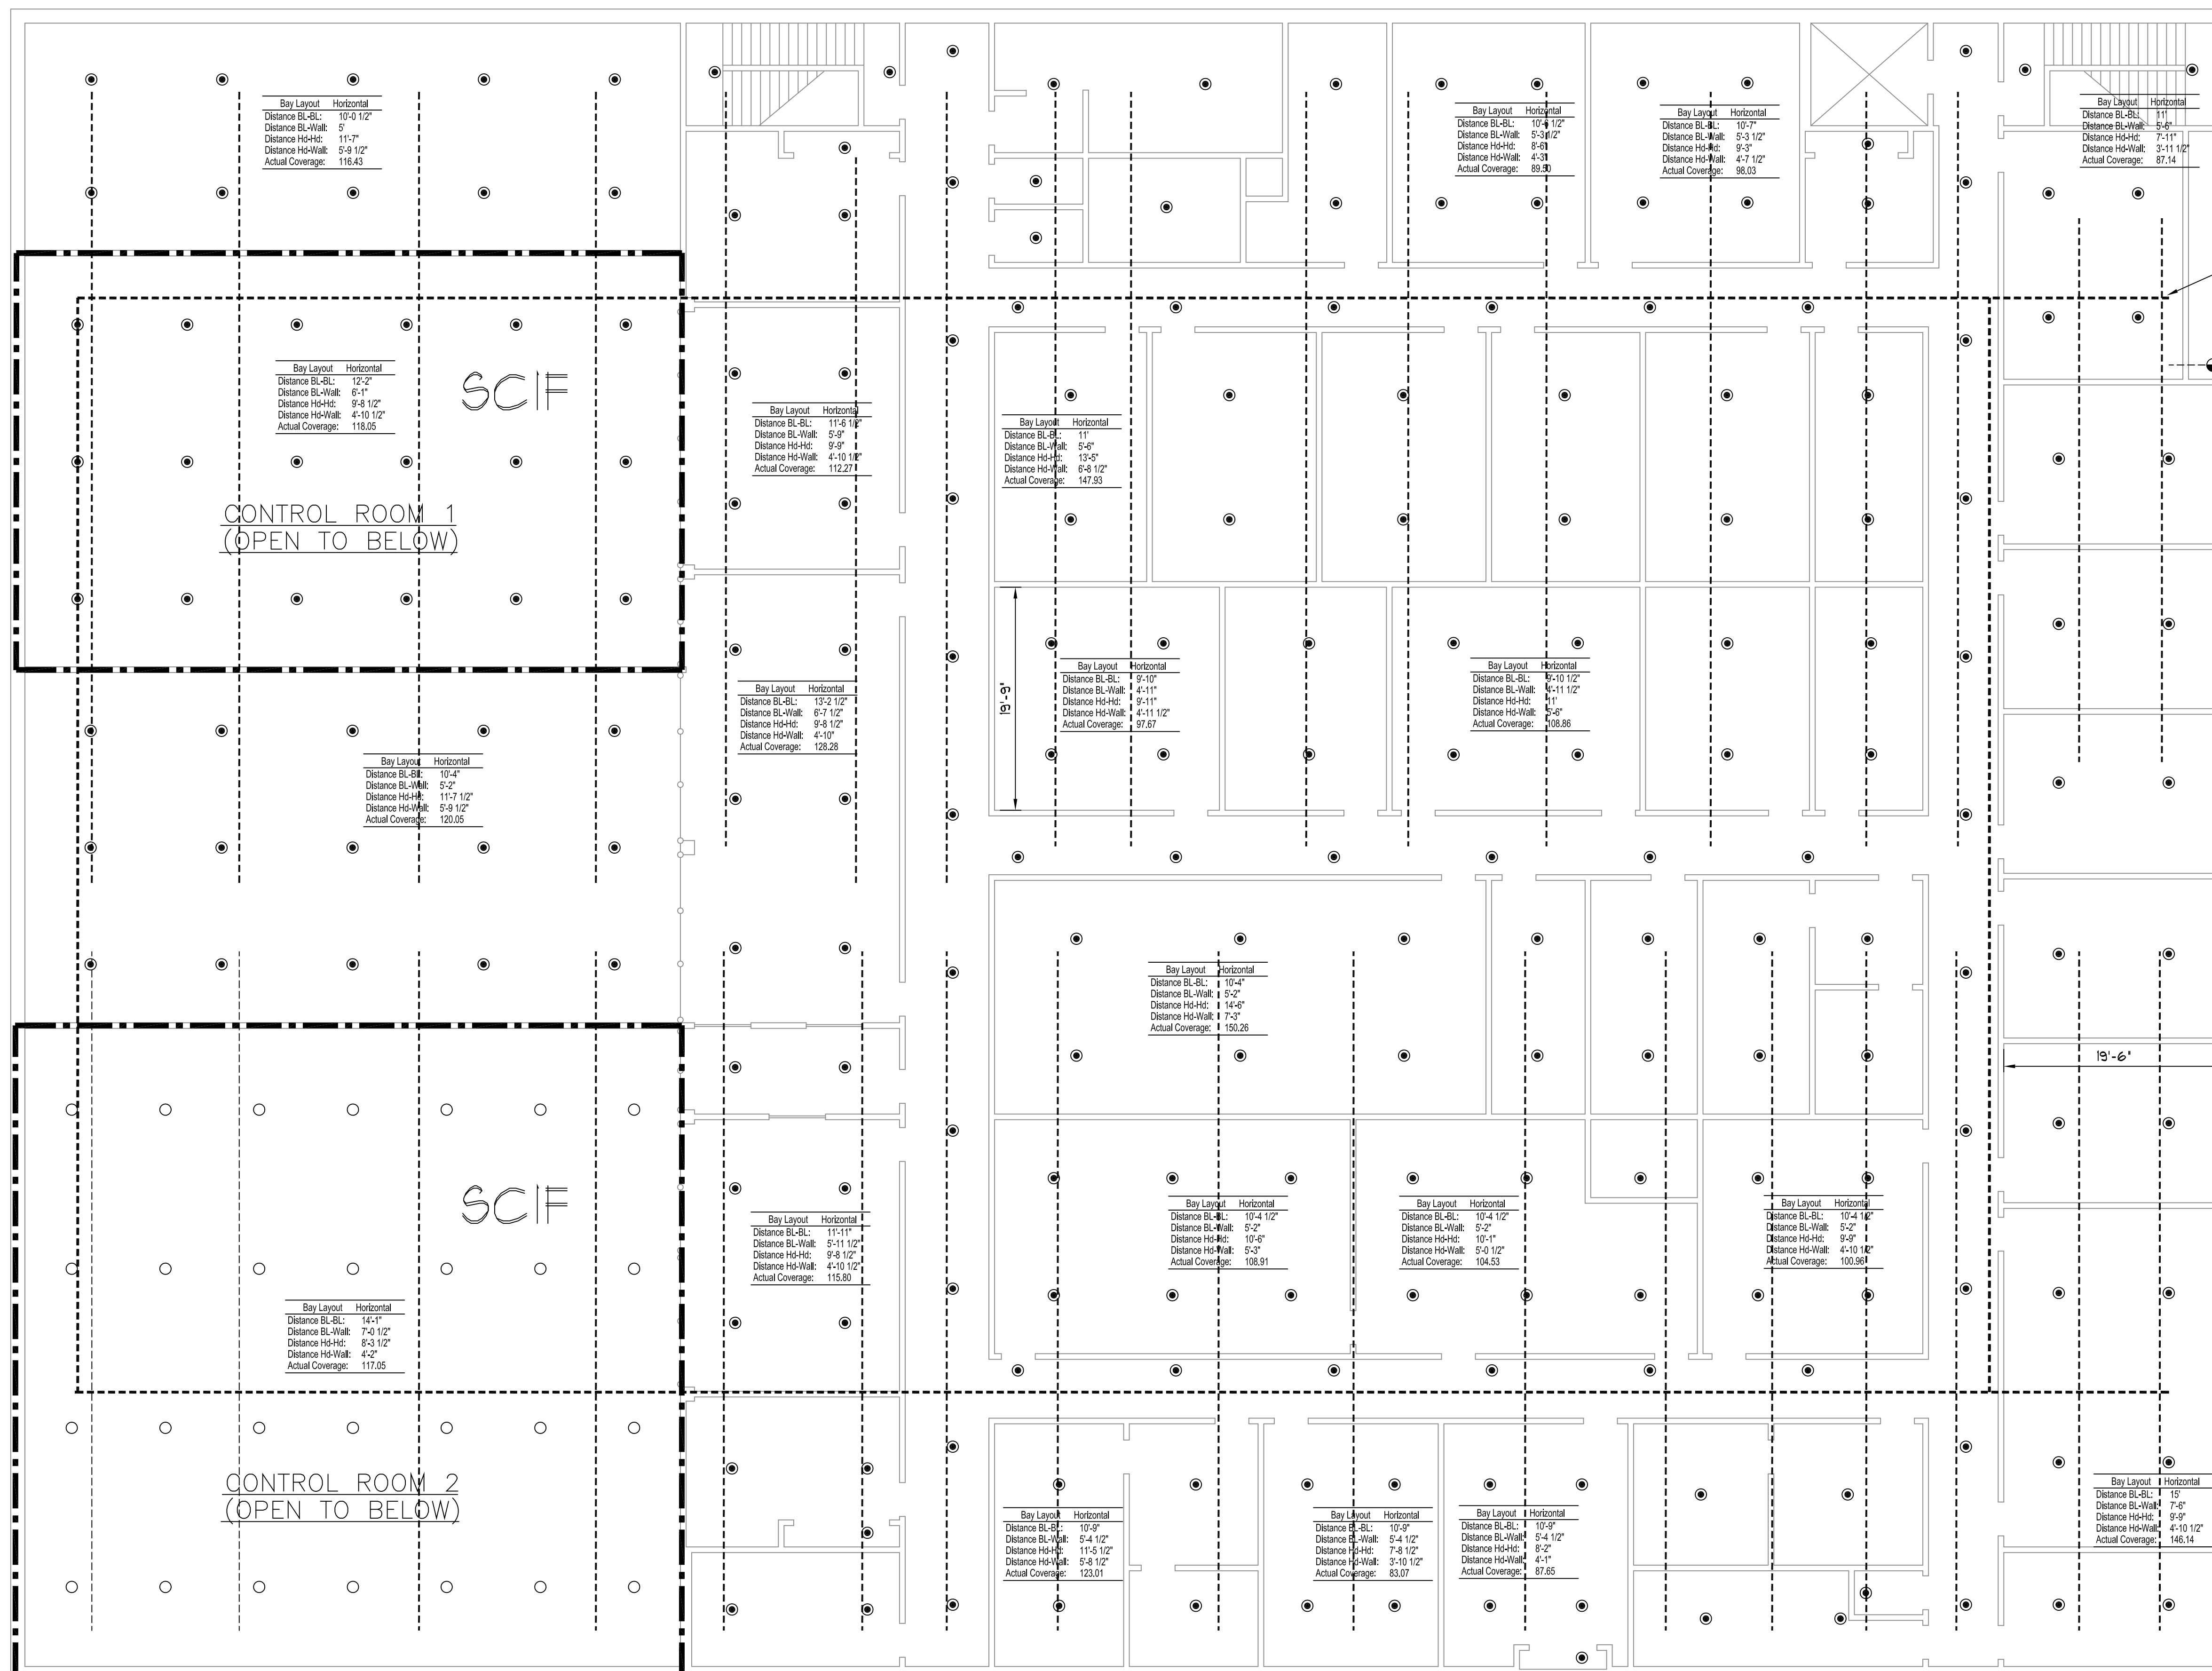 Bay Layout Horizontal
Distance BL-BL: 10'-0 1/2"
Distance BL-Wall: 5'
Distance Hd-Hd: 11'-7"
Distance Hd-Wall: 5'-9 1/2"
Actual Coverage: 116.43
Bay Layout Horizontal
Distance BL-BL: 10'-6 1/2"
Distance BL-Wall: 5'-3 1/2"
Distance Hd-Hd: 8'-6"
Distance Hd-Wall: 4'-3"
Actual Coverage: 89.50
Bay Layout Horizontal
Distance BL-BL: 10'-7"
Distance BL-Wall: 5'-3 1/2"
Distance Hd-Hd: 9'-3"
Distance Hd-Wall: 4'-7 1/2"
Actual Coverage: 98.03
Bay Layout Horizontal
Distance BL-BL: 11'
Distance BL-Wall: 5'-6"
Distance Hd-Hd: 7'-11"
Distance Hd-Wall: 3'-11 1/2"
Actual Coverage: 87.14
Bay Layout Horizontal
Distance BL-BL: 12'-2"
Distance BL-Wall: 6'-1"
Distance Hd-Hd: 9'-8 1/2"
Distance Hd-Wall: 4'-10 1/2"
Actual Coverage: 118.05
SCIF
CONTROL ROOM 1
(OPEN TO BELOW)
Bay Layout Horizontal
Distance BL-BL: 11'-6 1/2"
Distance BL-Wall: 5'-9"
Distance Hd-Hd: 9'-9"
Distance Hd-Wall: 4'-10 1/2"
Actual Coverage: 112.27
Bay Layout Horizontal
Distance BL-BL: 11'
Distance BL-Wall: 5'-6"
Distance Hd-Hd: 13'-5"
Distance Hd-Wall: 6'-8 1/2"
Actual Coverage: 147.93
Bay Layout Horizontal
Distance BL-BL: 10'-4"
Distance BL-Wall: 5'-2"
Distance Hd-Hd: 11'-7 1/2"
Distance Hd-Wall: 5'-9 1/2"
Actual Coverage: 120.05
Bay Layout Horizontal
Distance BL-BL: 13'-2 1/2"
Distance BL-Wall: 6'-7 1/2"
Distance Hd-Hd: 9'-8 1/2"
Distance Hd-Wall: 4'-10"
Actual Coverage: 128.28
19'-9"
Bay Layout Horizontal
Distance BL-BL: 9'-10"
Distance BL-Wall: 4'-11"
Distance Hd-Hd: 9'-11"
Distance Hd-Wall: 4'-11 1/2"
Actual Coverage: 97.67
Bay Layout Horizontal
Distance BL-BL: 9'-10 1/2"
Distance BL-Wall: 4'-11 1/2"
Distance Hd-Hd: 11'
Distance Hd-Wall: 5'-6"
Actual Coverage: 108.86
Bay Layout Horizontal
Distance BL-BL: 10'-4"
Distance BL-Wall: 5'-2"
Distance Hd-Hd: 14'-6"
Distance Hd-Wall: 7'-3"
Actual Coverage: 150.26
19'-6"
SCIF
Bay Layout Horizontal
Distance BL-BL: 14'-1"
Distance BL-Wall: 7'-0 1/2"
Distance Hd-Hd: 8'-3 1/2"
Distance Hd-Wall: 4'-2"
Actual Coverage: 117.05
Bay Layout Horizontal
Distance BL-BL: 11'-11"
Distance BL-Wall: 5'-11 1/2"
Distance Hd-Hd: 9'-8 1/2"
Distance Hd-Wall: 4'-10 1/2"
Actual Coverage: 115.80
Bay Layout Horizontal
Distance BL-BL: 10'-4 1/2"
Distance BL-Wall: 5'-2"
Distance Hd-Hd: 10'-6"
Distance Hd-Wall: 5'-3"
Actual Coverage: 108.91
Bay Layout Horizontal
Distance BL-BL: 10'-4 1/2"
Distance BL-Wall: 5'-2"
Distance Hd-Hd: 10'-1"
Distance Hd-Wall: 5'-0 1/2"
Actual Coverage: 104.53
Bay Layout Horizontal
Distance BL-BL: 10'-4 1/2"
Distance BL-Wall: 5'-2"
Distance Hd-Hd: 9'-9"
Distance Hd-Wall: 4'-10 1/2"
Actual Coverage: 100.96
CONTROL ROOM 2
(OPEN TO BELOW)
Bay Layout Horizontal
Distance BL-BL: 10'-9"
Distance BL-Wall: 5'-4 1/2"
Distance Hd-Hd: 11'-5 1/2"
Distance Hd-Wall: 5'-8 1/2"
Actual Coverage: 123.01
Bay Layout Horizontal
Distance BL-BL: 10'-9"
Distance BL-Wall: 5'-4 1/2"
Distance Hd-Hd: 7'-8 1/2"
Distance Hd-Wall: 3'-10 1/2"
Actual Coverage: 83.07
Bay Layout Horizontal
Distance BL-BL: 10'-9"
Distance BL-Wall: 5'-4 1/2"
Distance Hd-Hd: 8'-2"
Distance Hd-Wall: 4'-1"
Actual Coverage: 87.65
Bay Layout Horizontal
Distance BL-BL: 15'
Distance BL-Wall: 7'-6"
Distance Hd-Hd: 9'-9"
Distance Hd-Wall: 4'-10 1/2"
Actual Coverage: 146.14